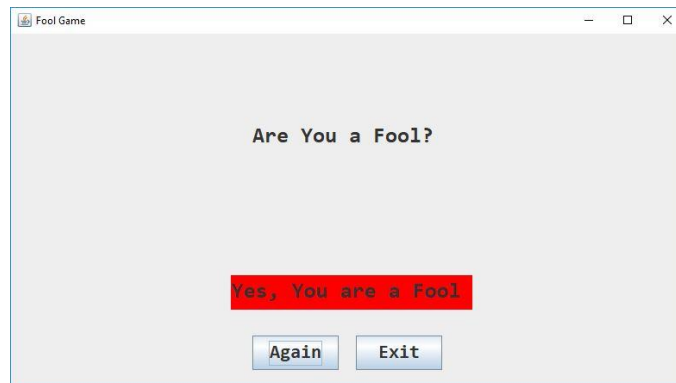 Fool Game
Are You a Fool?
Yes, You are a Fool
Again Exit